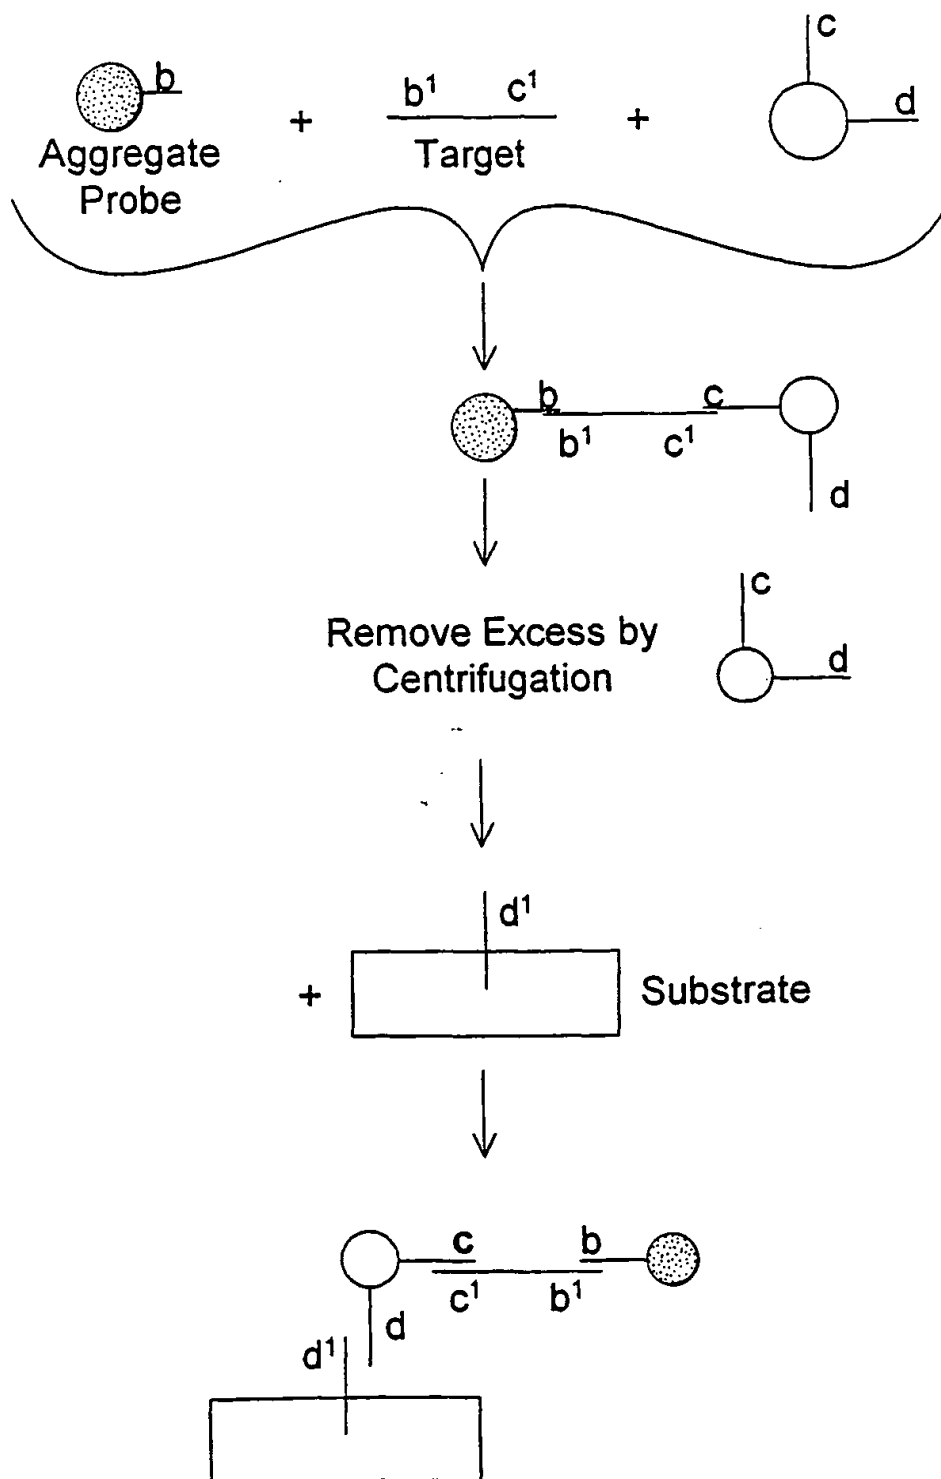 c
b
b¹ c¹
d
+
+
Aggregate
Probe
Target
b
c
b¹
c¹
d
c
Remove Excess by
Centrifugation
d
d¹
+
Substrate
c
b
c¹
b¹
d
d¹